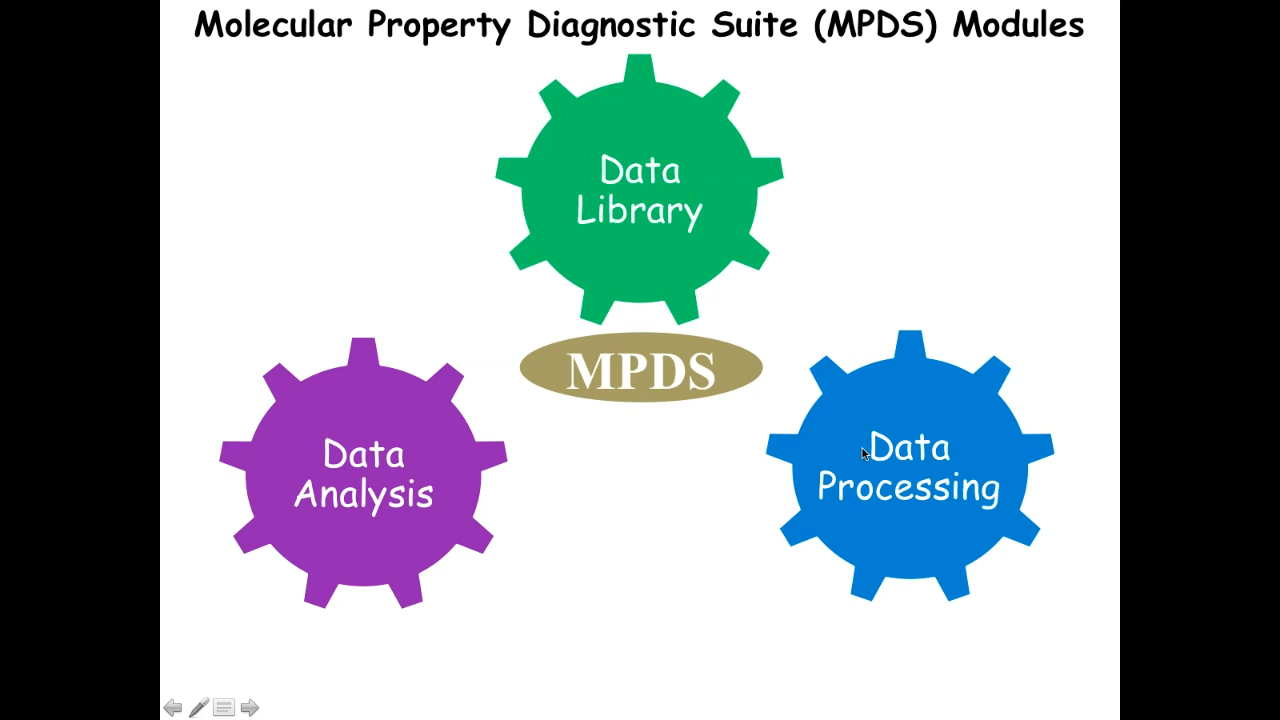 Molecular Property Diagnostic Suite (MPDS) Modules
Data
Library
MPDS
Data
Analysis
Data
Processing